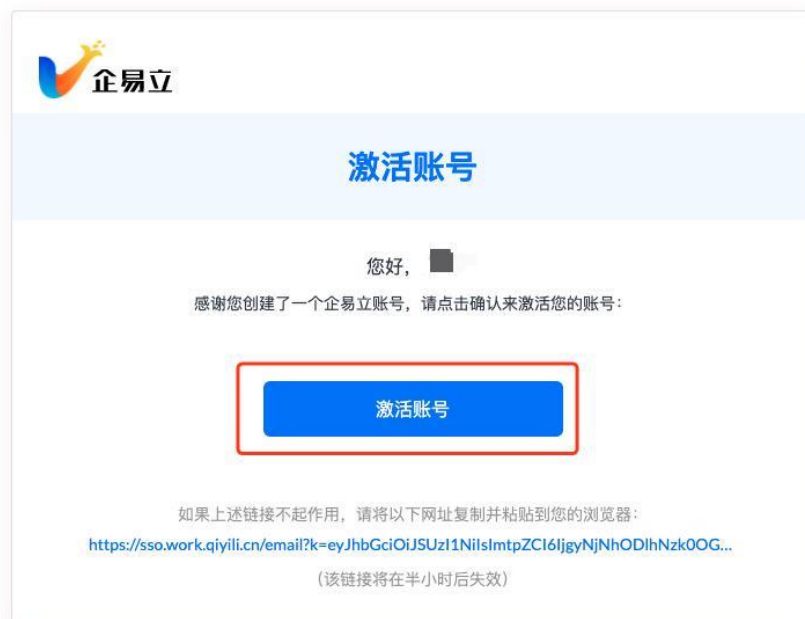 企易立
激活账号
您好，
感谢您创建了一个企易立账号，请点击确认来激活您的账号：
激活账号
如果上述链接不起作用，请将以下网址复制并粘贴到您的浏览器：
https://sso.work.qiyili.cn/email?k=eyJhbGciOiJSUzI1NiIsImtpZCI6IjgyNjNhODlhNzk0OG...
（该链接将在半小时后失效）